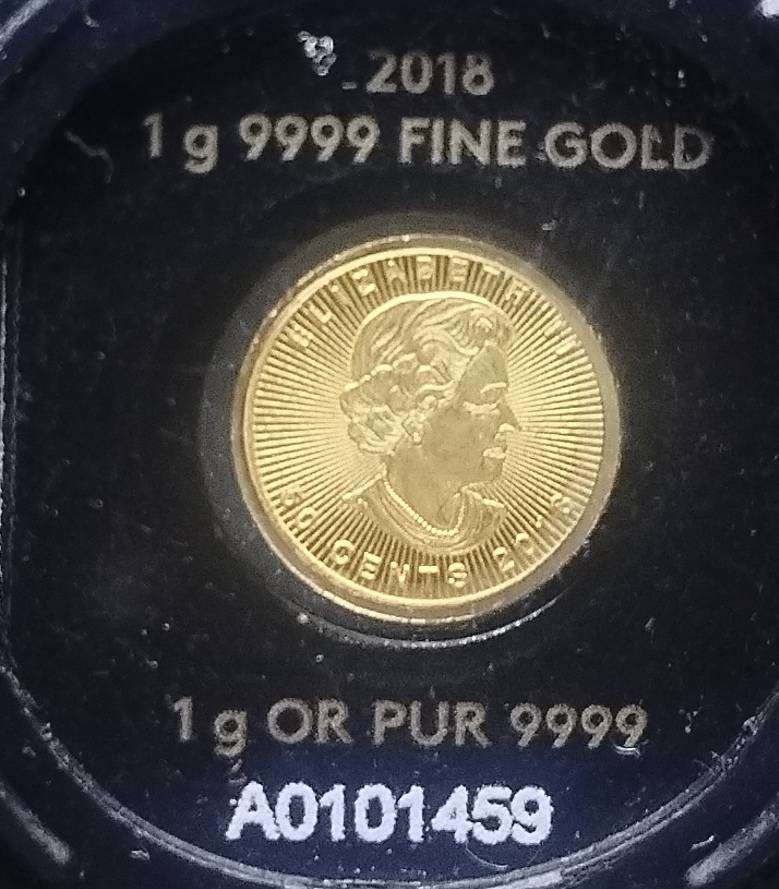 2018
1 g 9999 FINE GOLD
ELIZABETH II
50 CENTS 2018
1 g OR PUR 9999
A0101459